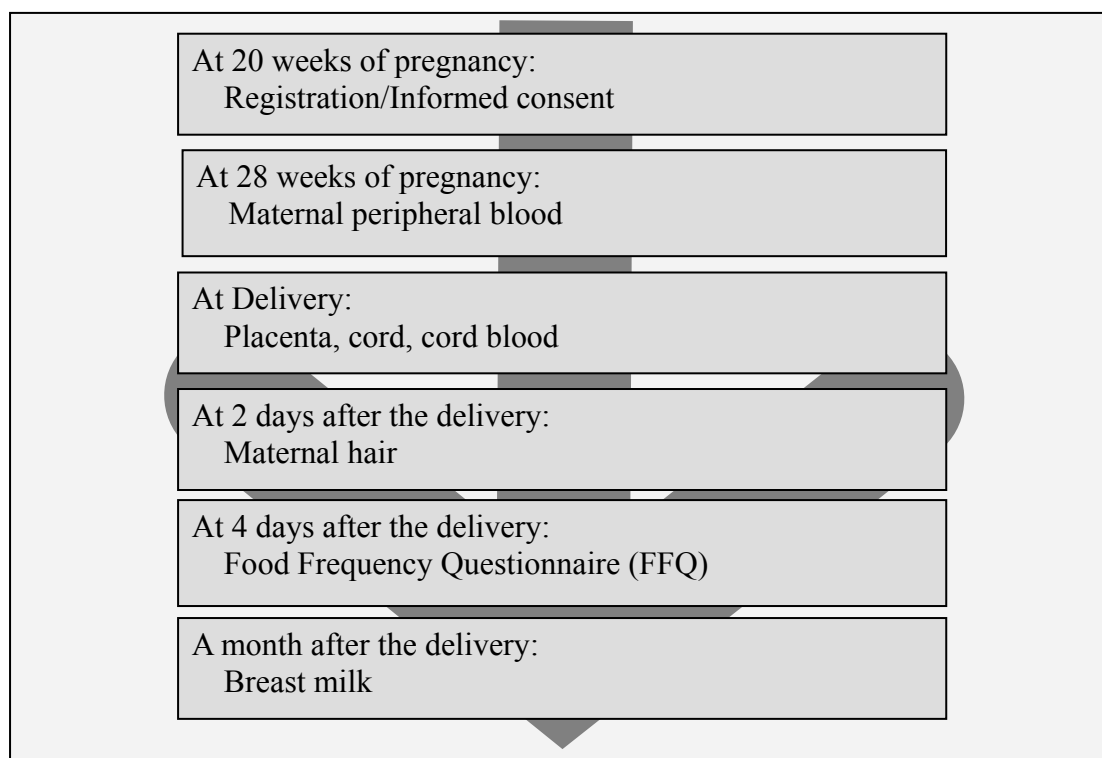 At 20 weeks of pregnancy:
Registration/Informed consent
At 28 weeks of pregnancy:
Maternal peripheral blood
At Delivery:
Placenta, cord, cord blood
At 2 days after the delivery:
Maternal hair
At 4 days after the delivery:
Food Frequency Questionnaire (FFQ)
A month after the delivery:
Breast milk